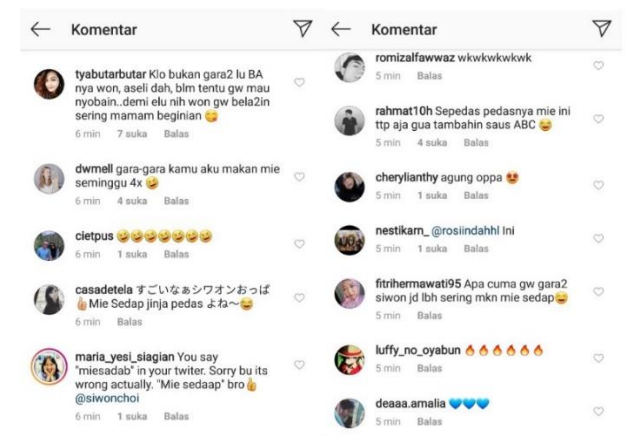 Komentar
tyabutarbutar Klo bukan gara2 lu BA
nya won, aseli dah, blm tentu gw mau
nyobain..demi elu nih won gw bela2in
sering mamam beginian 😋
6 min 7 suka Balas
dwmell gara-gara kamu aku makan mie
seminggu 4x 🤣
6 min 4 suka Balas
cietpus 🤣🤣🤣🤣🤣🤣🤣
6 min 1 suka Balas
casadetela すごいなぁシワオンおっぱ
👍Mie Sedap jinja pedas よね〜😂
6 min Balas
maria_yesi_siagian You say
"miesadab" in your twiter. Sorry bu its
wrong actually. "Mie sedaap" bro👍
@siwonchoi
6 min 1 suka Balas
Komentar
romizalfawwaz wkwkwkwkwk
5 min Balas
rahmat10h Sepedas pedasnya mie ini
ttp aja gua tambahin saus ABC 😂
5 min 4 suka Balas
cherylianthy agung oppa 😍
5 min 1 suka Balas
nestikarn_ @rosiindahhl Ini
5 min 1 suka Balas
fitrihermawati95 Apa cuma gw gara2
siwon jd lbh sering mkn mie sedap😄
5 min Balas
luffy_no_oyabun 🔥🔥🔥🔥🔥🔥
5 min Balas
deaaa.amalia 💙💙💙
5 min Balas